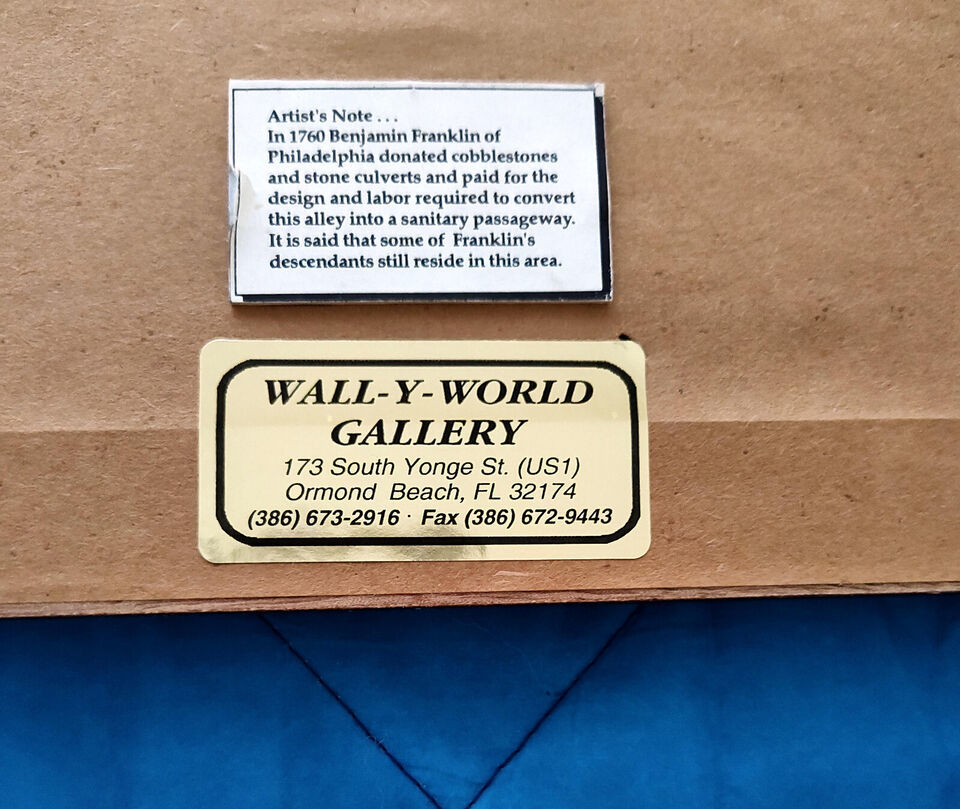 Artist's Note . . .
In 1760 Benjamin Franklin of
Philadelphia donated cobblestones
and stone culverts and paid for the
design and labor required to convert
this alley into a sanitary passageway.
It is said that some of Franklin's
descendants still reside in this area.
WALL-Y-WORLD
GALLERY
173 South Yonge St. (US1)
Ormond Beach, FL 32174
(386) 673-2916 · Fax (386) 672-9443